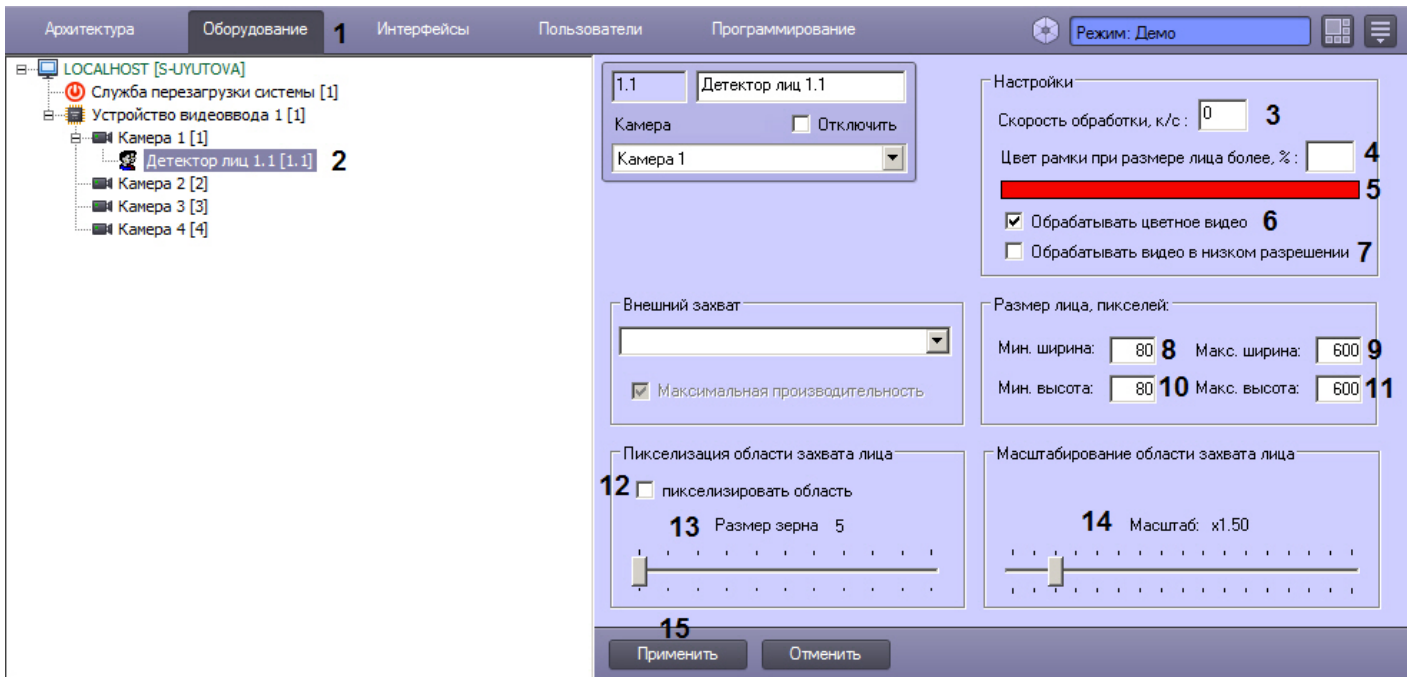 Архитектура Оборудование 1 Интерфейсы Пользователи Программирование Режим: Демо
LOCALHOST [S-UYUTOVA]
Служба перезагрузки системы [1]
Устройство видеоввода 1 [1]
Камера 1 [1]
Детектор лиц 1.1 [1.1] 2
Камера 2 [2]
Камера 3 [3]
Камера 4 [4]
1.1 Детектор лиц 1.1
Камера Отключить
Камера 1
Настройки
Скорость обработки, к/с : 0 3
Цвет рамки при размере лица более, % : 4
5
Обрабатывать цветное видео 6
Обрабатывать видео в низком разрешении 7
Внешний захват
Максимальная производительность
Размер лица, пикселей:
Мин. ширина: 80 8 Макс. ширина: 600 9
Мин. высота: 80 10 Макс. высота: 600 11
Пикселизация области захвата лица
12 пикселизировать область
13 Размер зерна 5
Масштабирование области захвата лица
14 Масштаб: x1.50
15
Применить Отменить